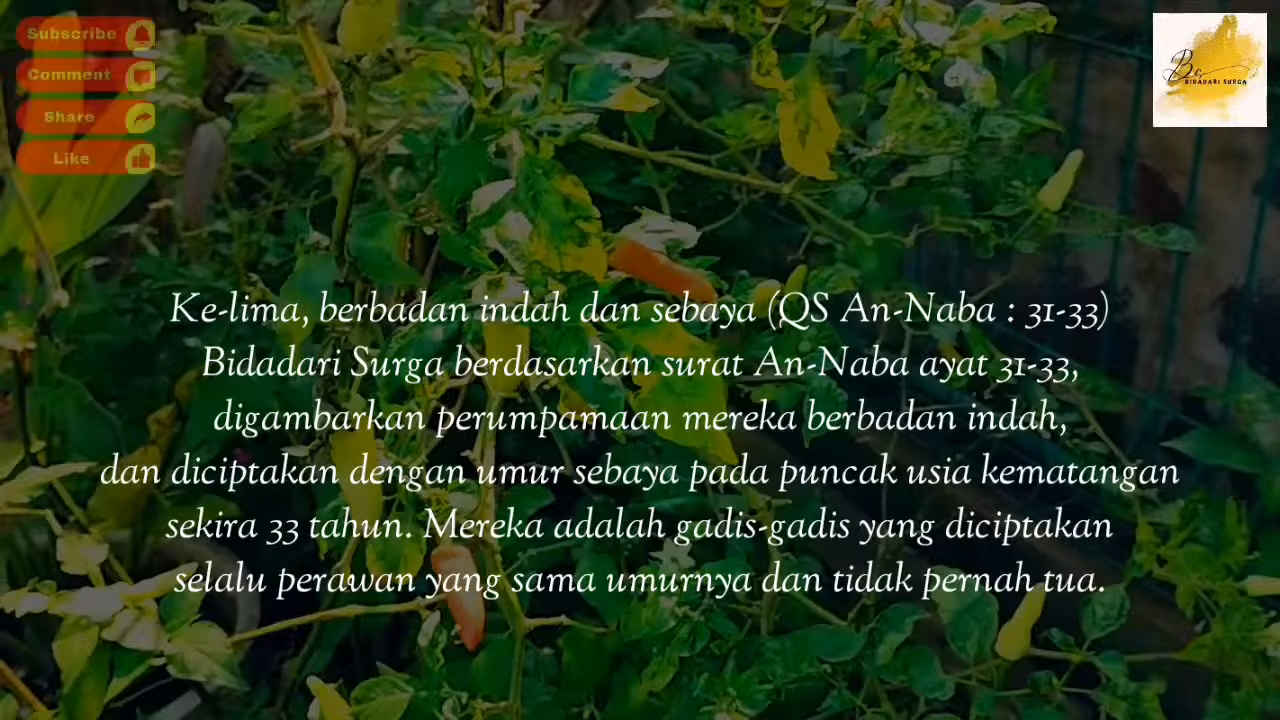 Subscribe
Comment
Share
Like
Bs
BIDADARI SURGA
Ke-lima, berbadan indah dan sebaya (QS An-Naba : 31-33)
Bidadari Surga berdasarkan surat An-Naba ayat 31-33,
digambarkan perumpamaan mereka berbadan indah,
dan diciptakan dengan umur sebaya pada puncak usia kematangan
sekira 33 tahun. Mereka adalah gadis-gadis yang diciptakan
selalu perawan yang sama umurnya dan tidak pernah tua.